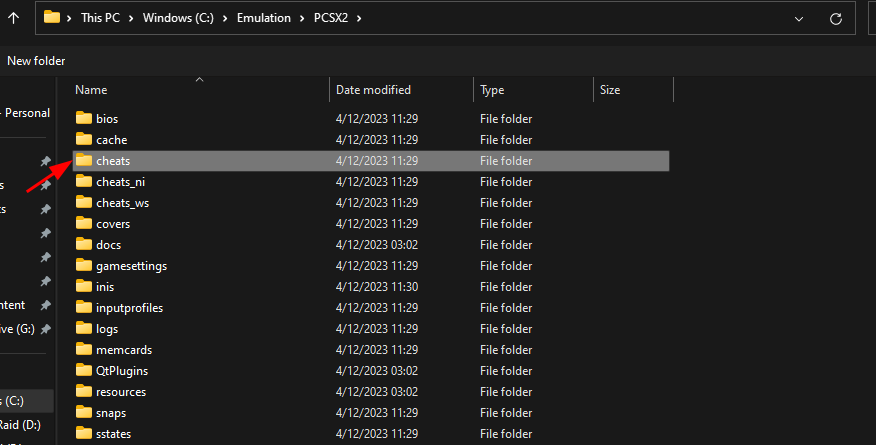 This PC > Windows (C:) > Emulation > PCSX2 >
New folder
Name Date modified Type Size
- Personal
bios 4/12/2023 11:29 File folder
cache 4/12/2023 11:29 File folder
cheats 4/12/2023 11:29 File folder
cheats_ni 4/12/2023 11:29 File folder
s
cheats_ws 4/12/2023 11:29 File folder
ts
covers 4/12/2023 11:29 File folder
docs 4/12/2023 03:02 File folder
gamesettings 4/12/2023 11:29 File folder
inis 4/12/2023 11:30 File folder
inputprofiles 4/12/2023 11:29 File folder
ntent
logs 4/12/2023 11:29 File folder
ive (G:)
memcards 4/12/2023 11:29 File folder
QtPlugins 4/12/2023 03:02 File folder
resources 4/12/2023 03:02 File folder
s (C:)
snaps 4/12/2023 11:29 File folder
Raid (D:)
sstates 4/12/2023 11:29 File folder